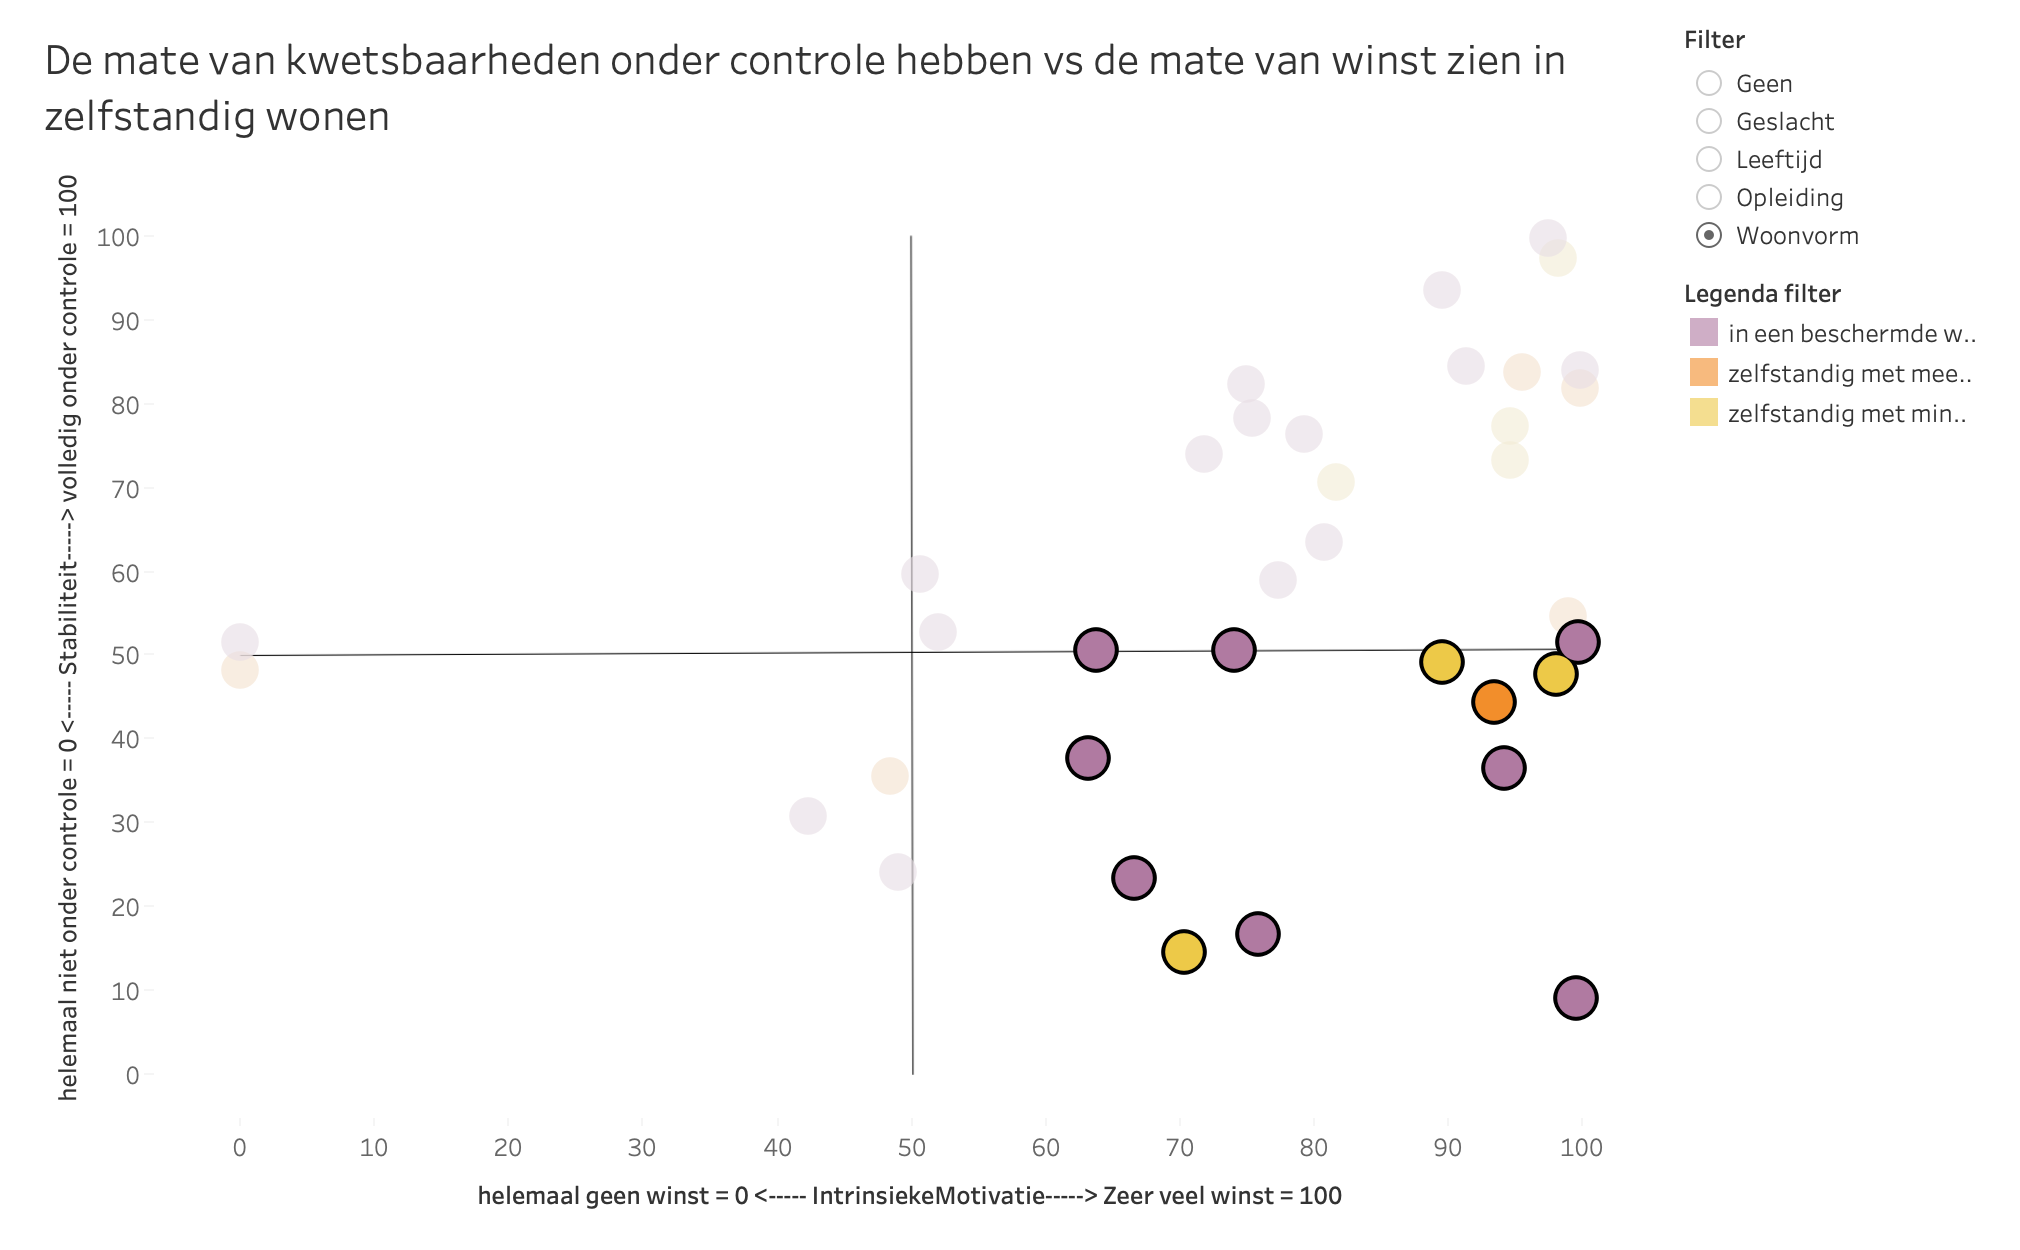 De mate van kwetsbaarheden onder controle hebben vs de mate van winst zien in
zelfstandig wonen
Filter
Geen
Geslacht
Leeftijd
Opleiding
Woonvorm
Legenda filter
in een beschermde w..
zelfstandig met mee..
zelfstandig met min..
helemaal niet onder controle = 0 <----- Stabiliteit-----> volledig onder controle = 100
100
90
80
70
60
50
40
30
20
10
0
0 10 20 30 40 50 60 70 80 90 100
helemaal geen winst = 0 <----- IntrinsiekeMotivatie-----> Zeer veel winst = 100